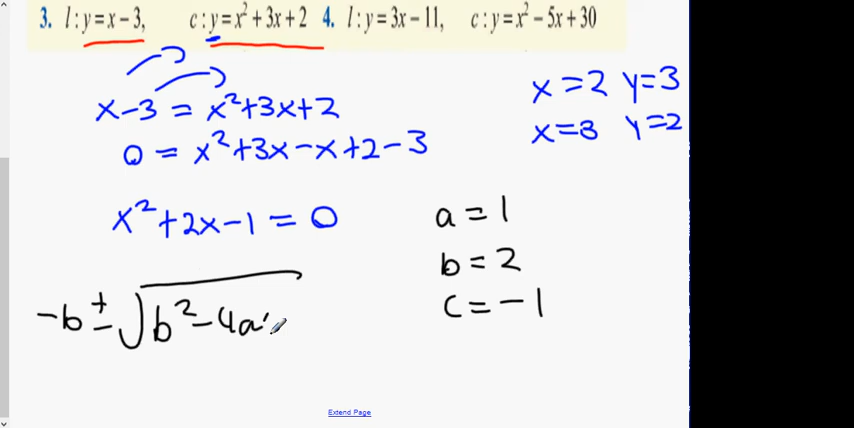 3. l : y = x − 3, c : y = x² + 3x + 2 4. l : y = 3x − 11, c : y = x² − 5x + 30
x − 3 = x² + 3x + 2
0 = x² + 3x − x + 2 − 3
x² + 2x − 1 = 0
−b ± √b² − 4a
x = 2 y = 3
x = 3 y = 2
a = 1
b = 2
c = −1
Extend Page